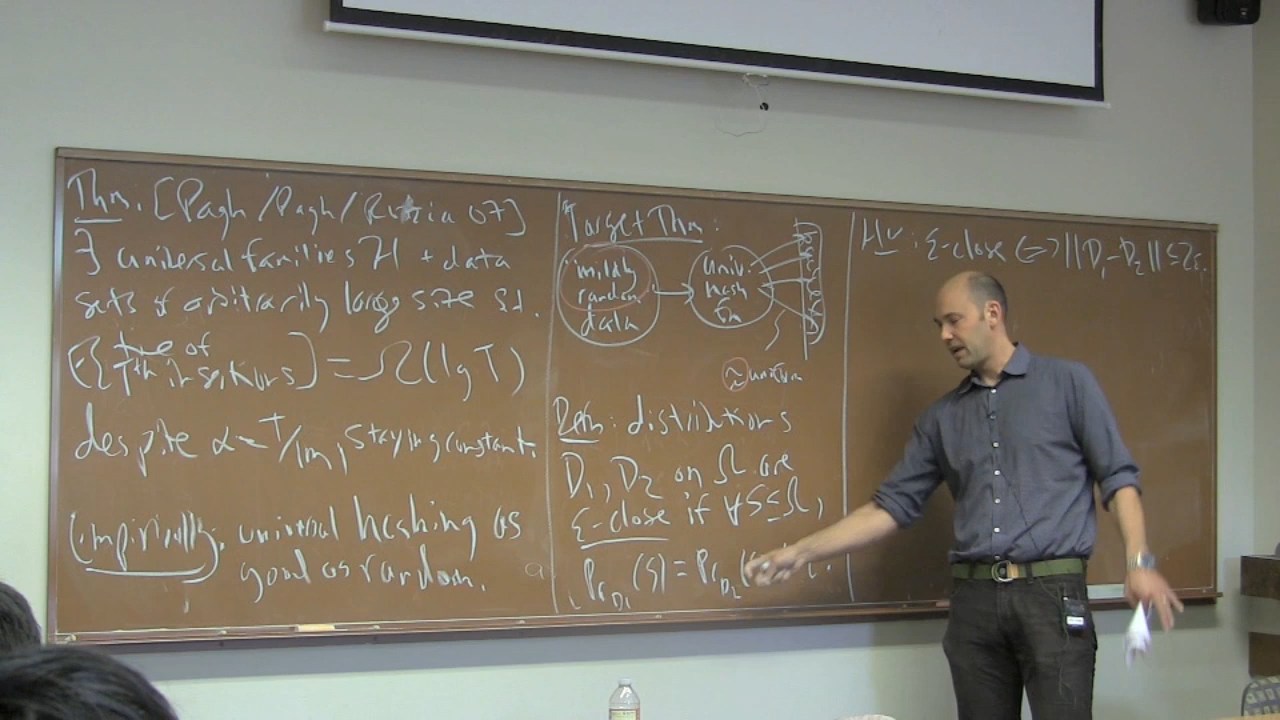 Thm. [Pagh/Pagh/Ruzic 07]
∃ universal families H + data
sets of arbitrarily large size s.t.
E[time of Tth insertions] = Ω(lg T)
despite α=T/m, staying constant.
Empirically: universal hashing as
good as random.
Target Thm:
"mildly random data" → univ. hash fn
≈ uniform
Defn: distributions
D1, D2 on Ω are
ε-close if ∀S⊆Ω,
Pr_D1(S) = Pr_D2(
HW: ε-close ⟺ ||D1-D2|| ≤ 2ε.